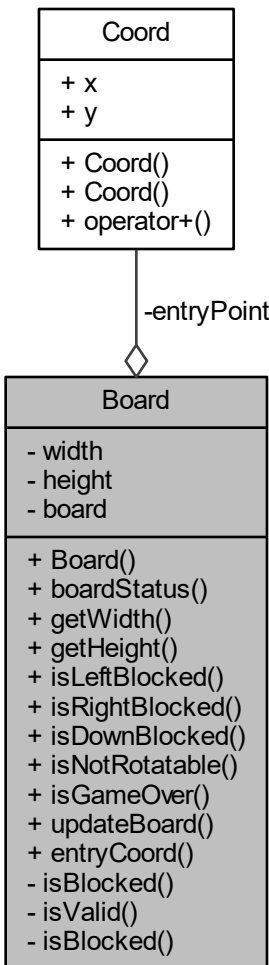 Coord
+ x
+ y
+ Coord()
+ Coord()
+ operator+()
-entryPoint
Board
- width
- height
- board
+ Board()
+ boardStatus()
+ getWidth()
+ getHeight()
+ isLeftBlocked()
+ isRightBlocked()
+ isDownBlocked()
+ isNotRotatable()
+ isGameOver()
+ updateBoard()
+ entryCoord()
- isBlocked()
- isValid()
- isBlocked()